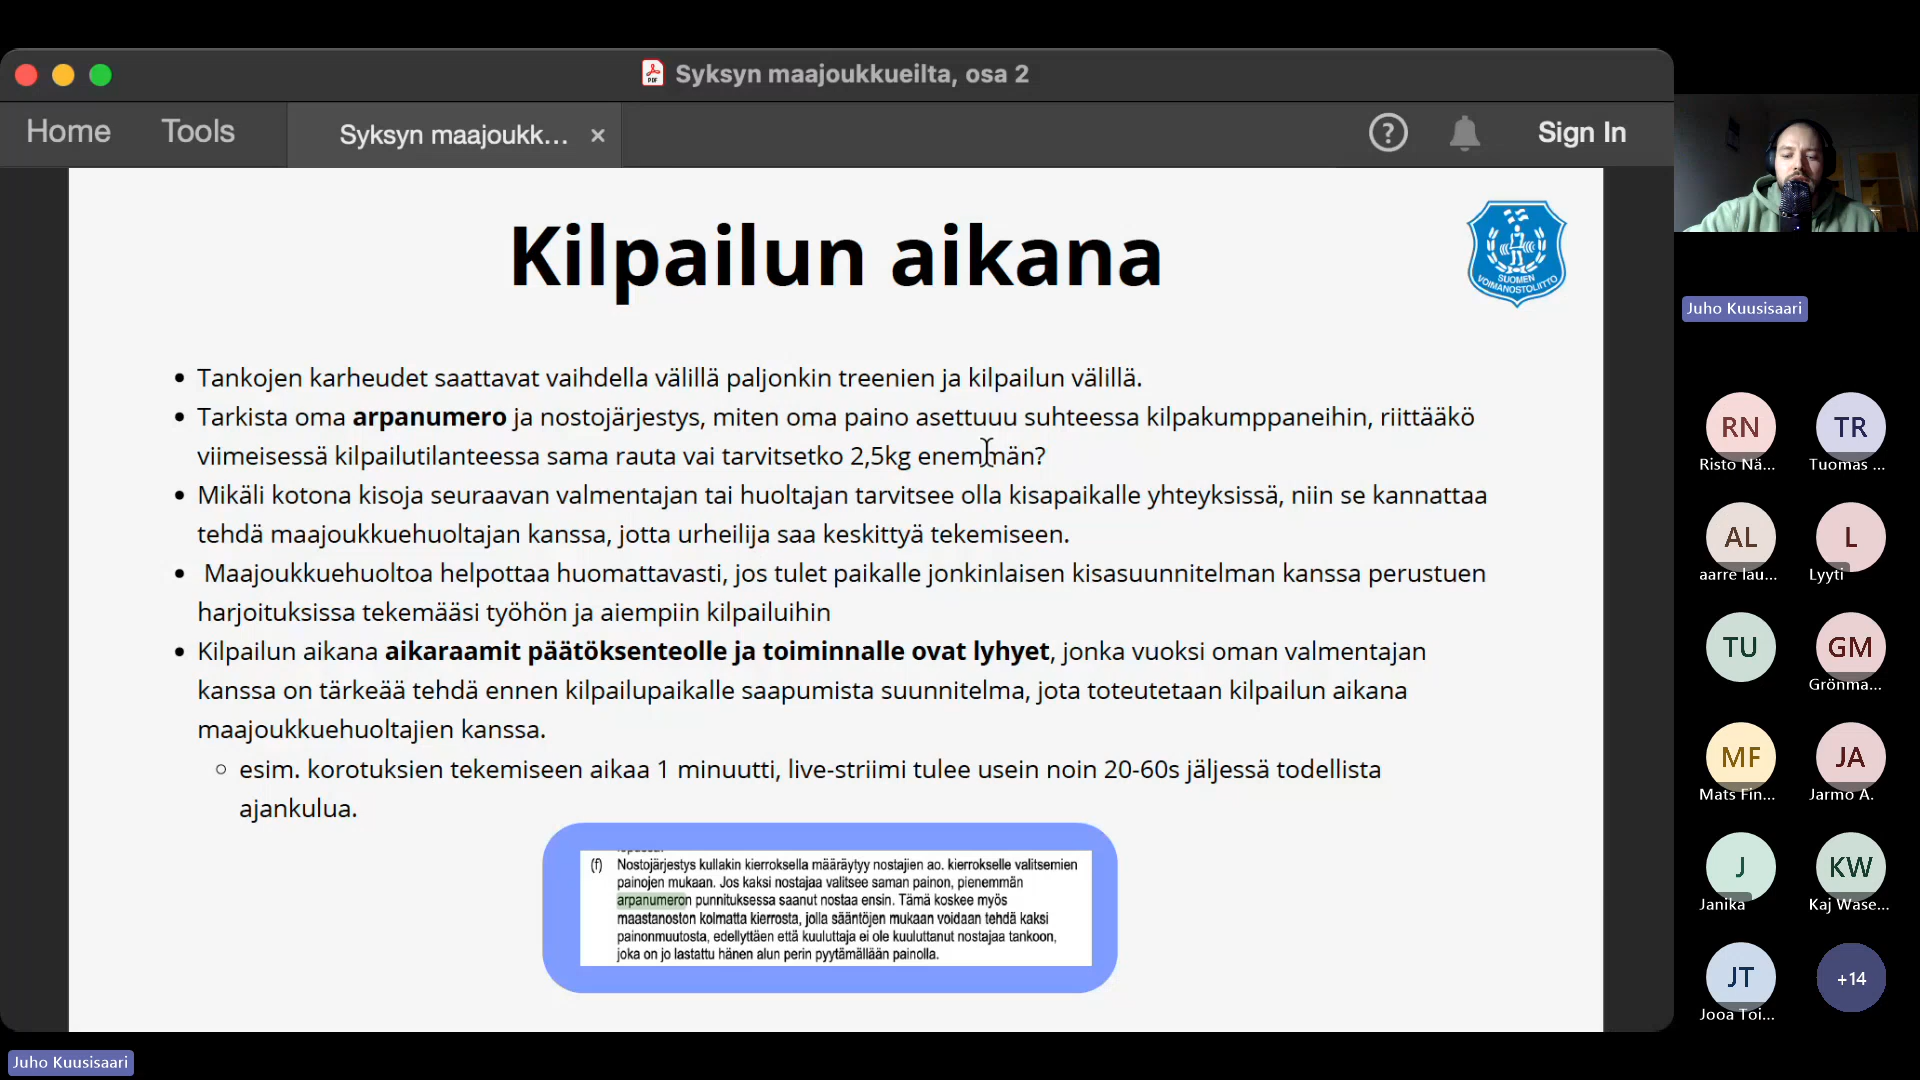 Syksyn maajoukkueilta, osa 2
Home
Tools
Syksyn maajoukk...
Sign In
Kilpailun aikana
SUOMEN
VOIMANOSTOLIITTO
Tankojen karheudet saattavat vaihdella välillä paljonkin treenien ja kilpailun välillä.
Tarkista oma arpanumero ja nostojärjestys, miten oma paino asettuuu suhteessa kilpakumppaneihin, riittääkö
viimeisessä kilpailutilanteessa sama rauta vai tarvitsetko 2,5kg enemmän?
Mikäli kotona kisoja seuraavan valmentajan tai huoltajan tarvitsee olla kisapaikalle yhteyksissä, niin se kannattaa
tehdä maajoukkuehuoltajan kanssa, jotta urheilija saa keskittyä tekemiseen.
Maajoukkuehuoltoa helpottaa huomattavasti, jos tulet paikalle jonkinlaisen kisasuunnitelman kanssa perustuen
harjoituksissa tekemääsi työhön ja aiempiin kilpailuihin
Kilpailun aikana aikaraamit päätöksenteolle ja toiminnalle ovat lyhyet, jonka vuoksi oman valmentajan
kanssa on tärkeää tehdä ennen kilpailupaikalle saapumista suunnitelma, jota toteutetaan kilpailun aikana
maajoukkuehuoltajien kanssa.
esim. korotuksien tekemiseen aikaa 1 minuutti, live-striimi tulee usein noin 20-60s jäljessä todellista
ajankulua.
(f) Nostojärjestys kullakin kierroksella määräytyy nostajien ao. kierrokselle valitsemien
painojen mukaan. Jos kaksi nostajaa valitsee saman painon, pienemmän
arpanumeron punnituksessa saanut nostaa ensin. Tämä koskee myös
maastanoston kolmatta kierrosta, jolla sääntöjen mukaan voidaan tehdä kaksi
painonmuutosta, edellyttäen että kuuluttaja ei ole kuuluttanut nostajaa tankoon,
joka on jo lastattu hänen alun perin pyytämällään painolla.
Juho Kuusisaari
Juho Kuusisaari
RN
Risto Nä...
TR
Tuomas ...
AL
aarre lau...
L
Lyyti
TU
GM
Grönma...
MF
Mats Fin...
JA
Jarmo A.
J
Janika
KW
Kaj Wase...
JT
Jooa Toi...
+14